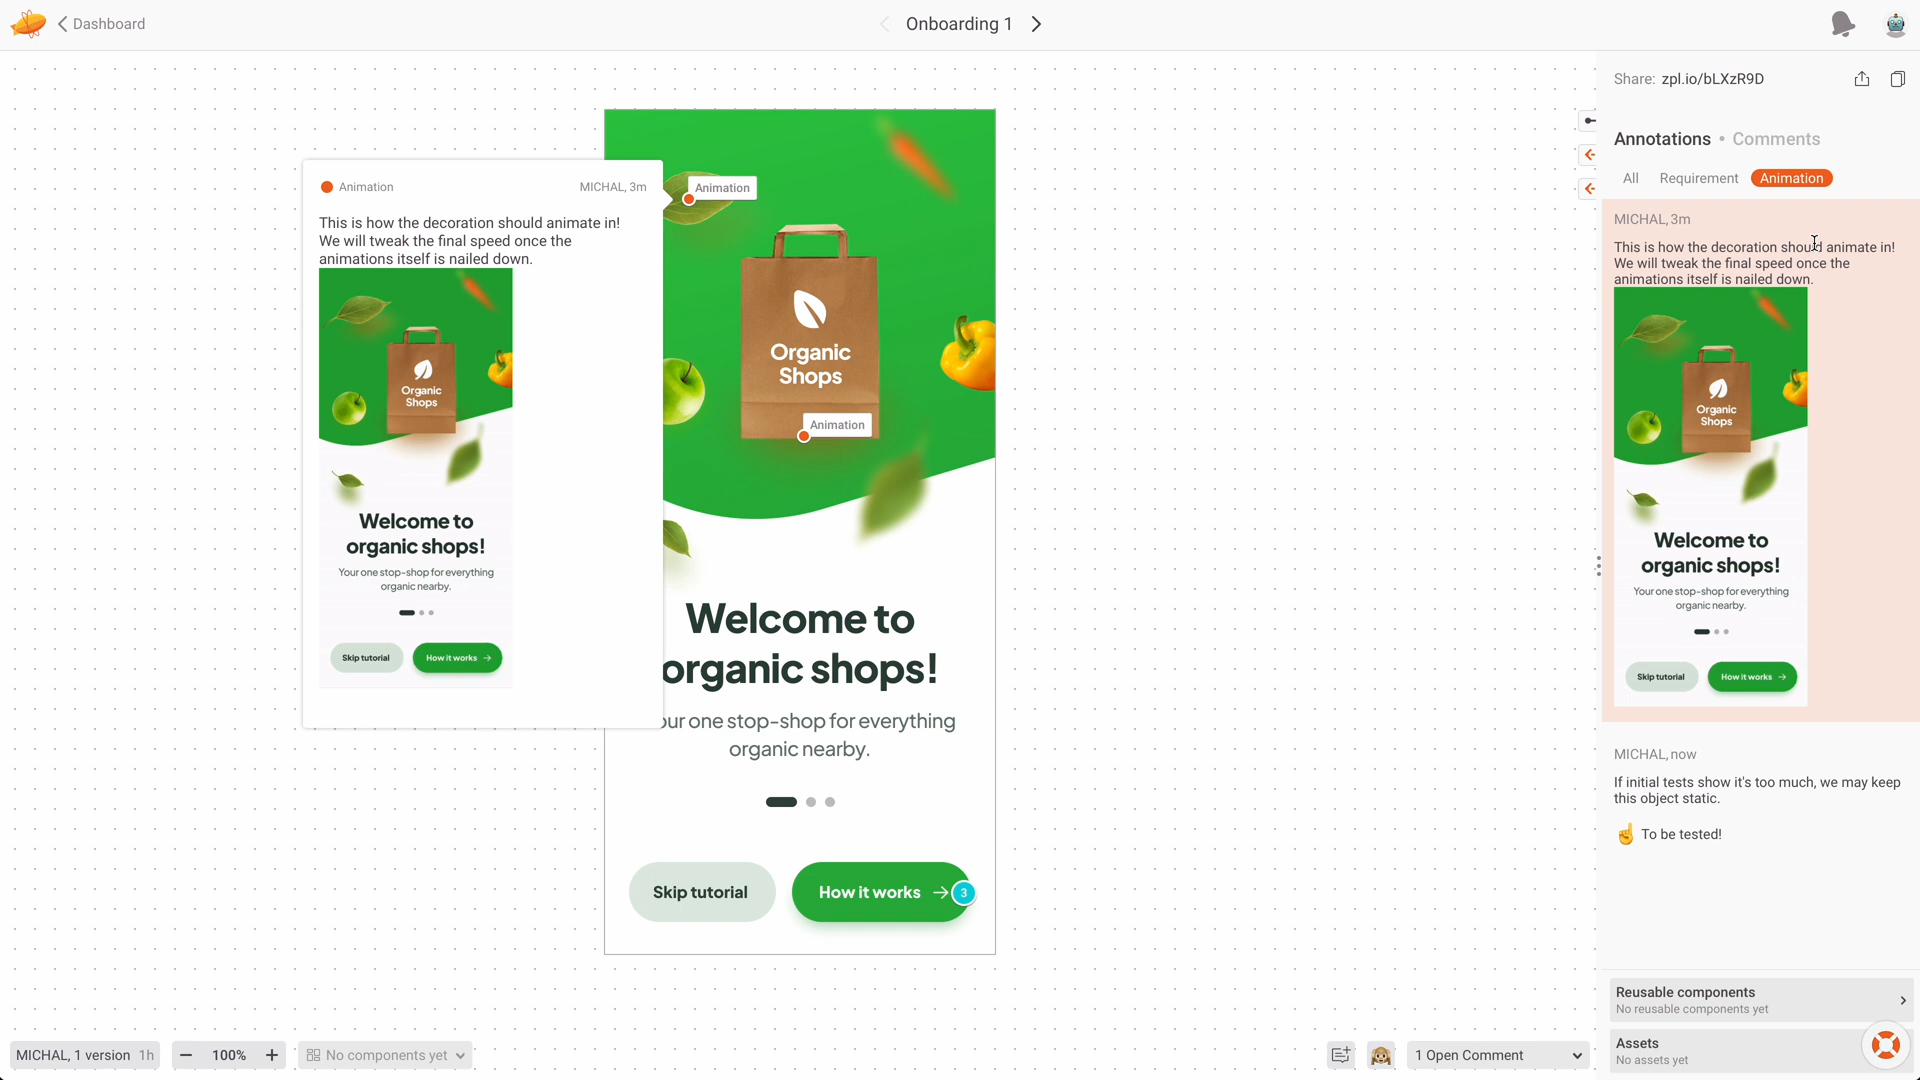 Dashboard
Onboarding 1
Share: zpl.io/bLXzR9D
Annotations • Comments
All Requirement Animation
MICHAL, 3m
This is how the decoration should animate in!
We will tweak the final speed once the
animations itself is nailed down.
Organic
Shops
Welcome to
organic shops!
Your one stop-shop for everything
organic nearby.
Skip tutorial
How it works →
MICHAL, now
If initial tests show it's too much, we may keep
this object static.
☝ To be tested!
Reusable components
No reusable components yet
Assets
No assets yet
Animation
MICHAL, 3m
This is how the decoration should animate in!
We will tweak the final speed once the
animations itself is nailed down.
Organic
Shops
Welcome to
organic shops!
Your one stop-shop for everything
organic nearby.
Skip tutorial
How it works →
Animation
Organic
Shops
Animation
Welcome to
organic shops!
our one stop-shop for everything
organic nearby.
Skip tutorial
How it works →
3
MICHAL, 1 version 1h
− 100% +
No components yet
1 Open Comment